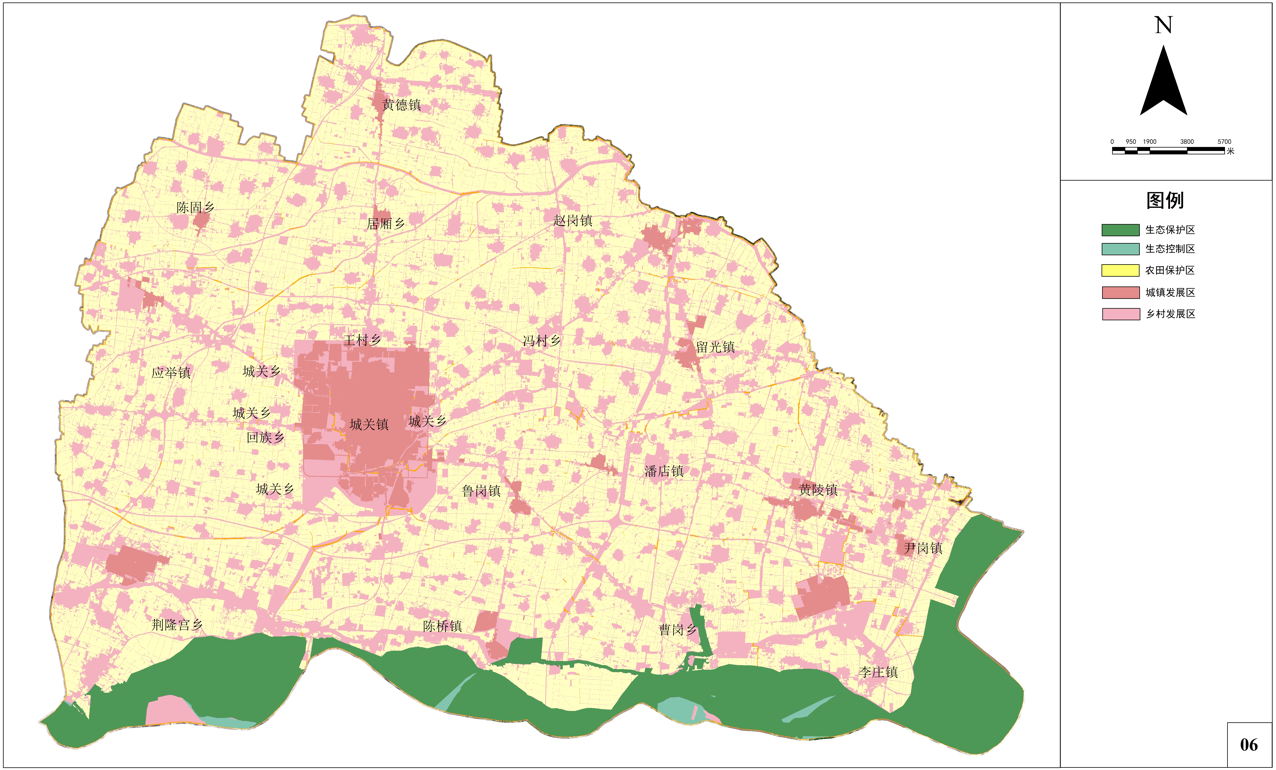 N
0 950 1900 3800 5700
米
图例
生态保护区
生态控制区
农田保护区
城镇发展区
乡村发展区
黄德镇
陈固乡
居厢乡
赵岗镇
王村乡
冯村乡
留光镇
应举镇
城关乡
城关乡
回族乡
城关镇
城关乡
城关乡
鲁岗镇
潘店镇
黄陵镇
尹岗镇
荆隆宫乡
陈桥镇
曹岗乡
李庄镇
06